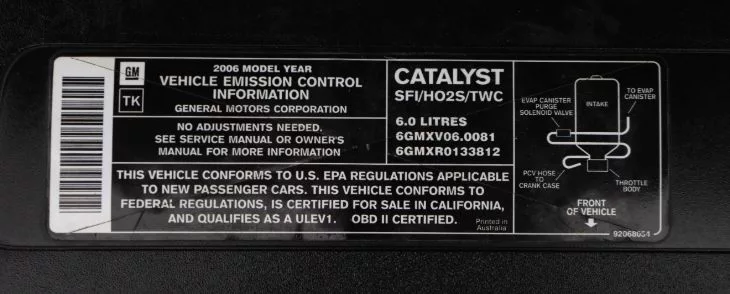 GM
TK
2006 MODEL YEAR
VEHICLE EMISSION CONTROL
INFORMATION
GENERAL MOTORS CORPORATION
NO ADJUSTMENTS NEEDED.
SEE SERVICE MANUAL OR OWNER'S
MANUAL FOR MORE INFORMATION
CATALYST
SFI/HO2S/TWC
6.0 LITRES
6GMXV06.0081
6GMXR0133812
THIS VEHICLE CONFORMS TO U.S. EPA REGULATIONS APPLICABLE
TO NEW PASSENGER CARS. THIS VEHICLE CONFORMS TO
FEDERAL REGULATIONS, IS CERTIFIED FOR SALE IN CALIFORNIA,
AND QUALIFIES AS A ULEV1. OBD II CERTIFIED.
Printed in
Australia
EVAP CANISTER
PURGE
SOLENOID VALVE
INTAKE
TO EVAP
CANISTER
PCV HOSE TO
CRANK CASE
THROTTLE
BODY
FRONT
OF VEHICLE
92068654